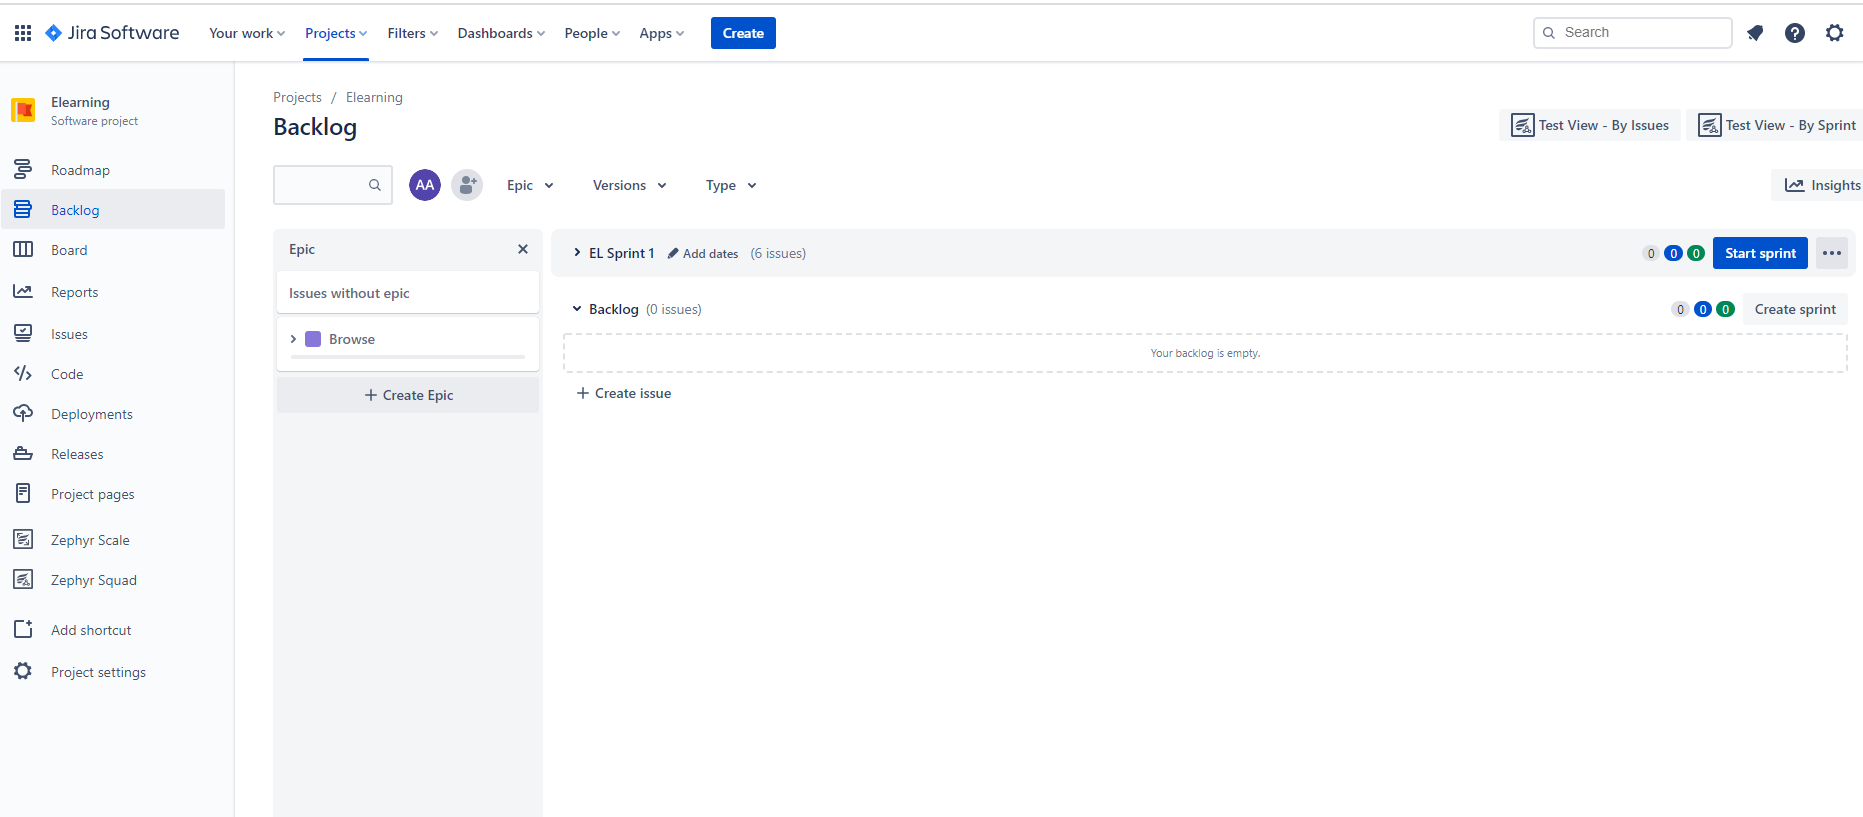 Jira Software Your work Projects Filters Dashboards People Apps Create Search
Elearning
Software project
Roadmap
Backlog
Board
Reports
Issues
Code
Deployments
Releases
Project pages
Zephyr Scale
Zephyr Squad
Add shortcut
Project settings
Projects / Elearning
Backlog
Test View - By Issues Test View - By Sprint
AA Epic Versions Type Insights
Epic
Issues without epic
Browse
+ Create Epic
EL Sprint 1 Add dates (6 issues) 0 0 0 Start sprint
Backlog (0 issues) 0 0 0 Create sprint
Your backlog is empty.
+ Create issue